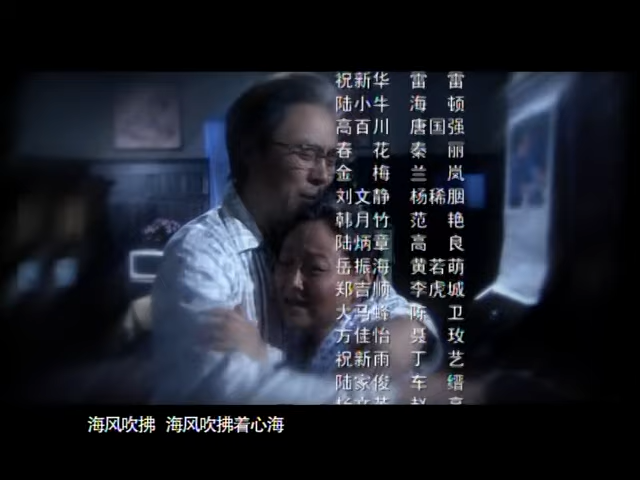 祝新华 雷 雷
陆小牛 海 顿
高百川 唐国强
春 花 秦 丽
金 梅 兰 岚
刘文静 杨稀胭
韩月竹 范 艳
陆炳章 高 良
岳振海 黄若萌
郑吉顺 李虎城
大马蜂 陈 卫
方佳怡 聂 玫
祝新雨 丁 艺
陆家俊 车 缙
海风吹拂 海风吹拂着心海